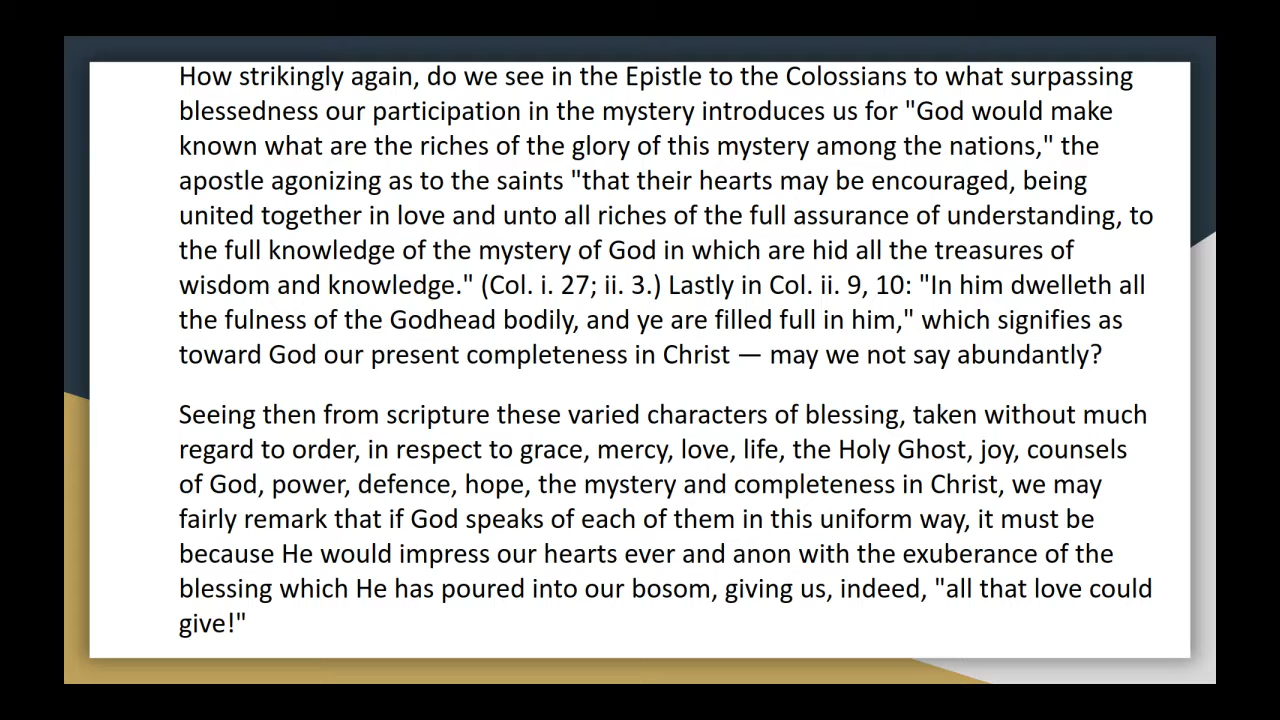 How strikingly again, do we see in the Epistle to the Colossians to what surpassing
blessedness our participation in the mystery introduces us for "God would make
known what are the riches of the glory of this mystery among the nations," the
apostle agonizing as to the saints "that their hearts may be encouraged, being
united together in love and unto all riches of the full assurance of understanding, to
the full knowledge of the mystery of God in which are hid all the treasures of
wisdom and knowledge." (Col. i. 27; ii. 3.) Lastly in Col. ii. 9, 10: "In him dwelleth all
the fulness of the Godhead bodily, and ye are filled full in him," which signifies as
toward God our present completeness in Christ — may we not say abundantly?
Seeing then from scripture these varied characters of blessing, taken without much
regard to order, in respect to grace, mercy, love, life, the Holy Ghost, joy, counsels
of God, power, defence, hope, the mystery and completeness in Christ, we may
fairly remark that if God speaks of each of them in this uniform way, it must be
because He would impress our hearts ever and anon with the exuberance of the
blessing which He has poured into our bosom, giving us, indeed, "all that love could
give!"